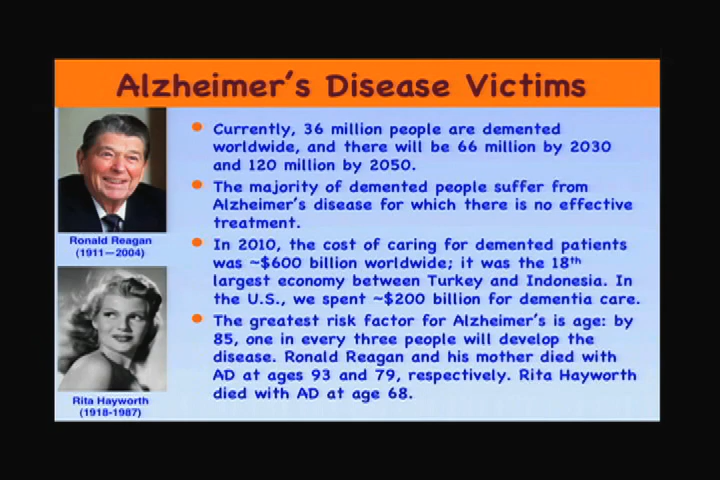 Alzheimer's Disease Victims
Ronald Reagan
(1911—2004)
Rita Hayworth
(1918-1987)
Currently, 36 million people are demented
worldwide, and there will be 66 million by 2030
and 120 million by 2050.
The majority of demented people suffer from
Alzheimer's disease for which there is no effective
treatment.
In 2010, the cost of caring for demented patients
was ~$600 billion worldwide; it was the 18th
largest economy between Turkey and Indonesia. In
the U.S., we spent ~$200 billion for dementia care.
The greatest risk factor for Alzheimer's is age: by
85, one in every three people will develop the
disease. Ronald Reagan and his mother died with
AD at ages 93 and 79, respectively. Rita Hayworth
died with AD at age 68.